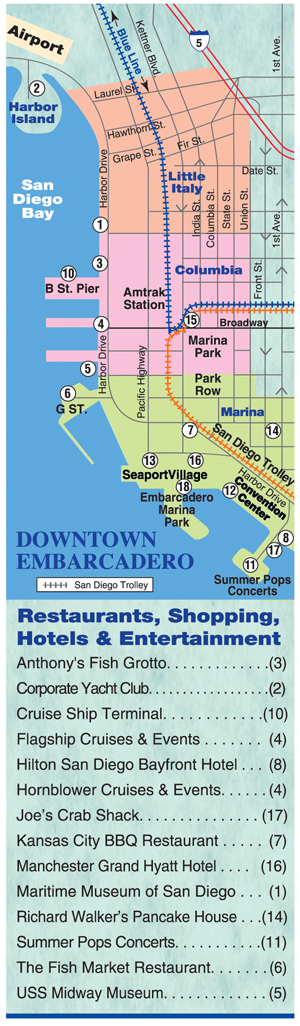 Airport
Blue Line
Kettner Blvd.
5
1st Ave.
2
Harbor
Island
Laurel St.
Hawthorn St.
Grape St.
Fir St.
Date St.
San
Diego
Bay
Harbor Drive
Little
Italy
India St.
Columbia St.
State St.
Union St.
1st Ave.
Front St.
1
3
10
B St. Pier
Columbia
Amtrak
Station
15
Broadway
4
Marina
Park
5
Harbor Drive
Pacific Highway
Park
Row
6
G ST.
Marina
7
14
San Diego Trolley
13
16
SeaportVillage
18
Harbor Drive
12
Convention
Center
Embarcadero
Marina
Park
8
17
11
Summer Pops
Concerts
DOWNTOWN
EMBARCADERO
San Diego Trolley
Restaurants, Shopping,
Hotels & Entertainment
Anthony's Fish Grotto. . . . . . . . . . . . .(3)
Corporate Yacht Club. . . . . . . . . . . . . . . .(2)
Cruise Ship Terminal. . . . . . . . . . . . (10)
Flagship Cruises & Events . . . . . . . (4)
Hilton San Diego Bayfront Hotel . . . (8)
Hornblower Cruises & Events. . . . . . (4)
Joe's Crab Shack. . . . . . . . . . . . . . .(17)
Kansas City BBQ Restaurant . . . . . (7)
Manchester Grand Hyatt Hotel . . . . (16)
Maritime Museum of San Diego . . . (1)
Richard Walker's Pancake House . . .(14)
Summer Pops Concerts. . . . . . . . . . .(11)
The Fish Market Restaurant. . . . . . . (6)
USS Midway Museum. . . . . . . . . . . . (5)